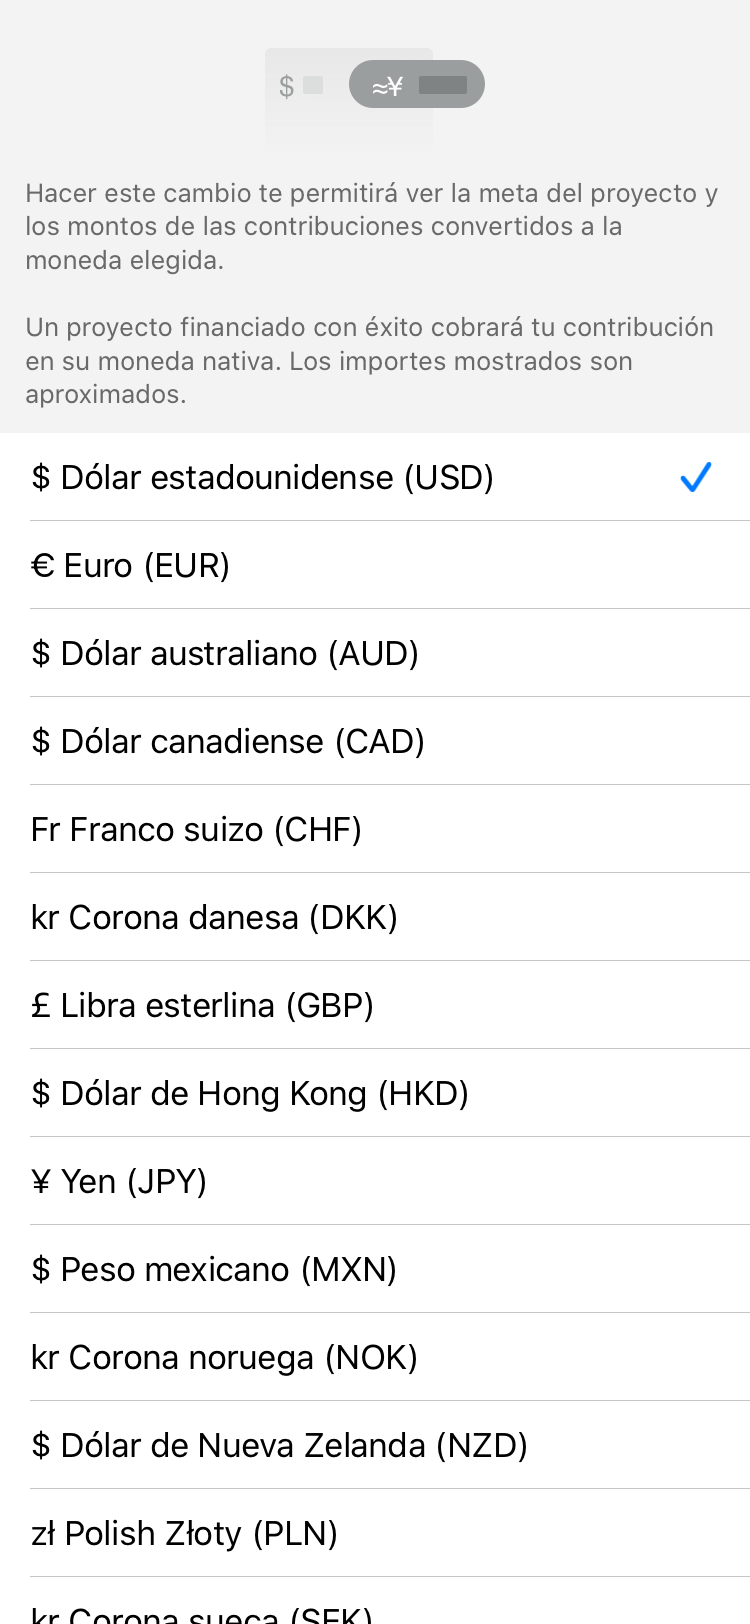 $ ≈¥
Hacer este cambio te permitirá ver la meta del proyecto y
los montos de las contribuciones convertidos a la
moneda elegida.
Un proyecto financiado con éxito cobrará tu contribución
en su moneda nativa. Los importes mostrados son
aproximados.
$ Dólar estadounidense (USD)
€ Euro (EUR)
$ Dólar australiano (AUD)
$ Dólar canadiense (CAD)
Fr Franco suizo (CHF)
kr Corona danesa (DKK)
£ Libra esterlina (GBP)
$ Dólar de Hong Kong (HKD)
¥ Yen (JPY)
$ Peso mexicano (MXN)
kr Corona noruega (NOK)
$ Dólar de Nueva Zelanda (NZD)
zł Polish Złoty (PLN)
kr Corona sueca (SEK)